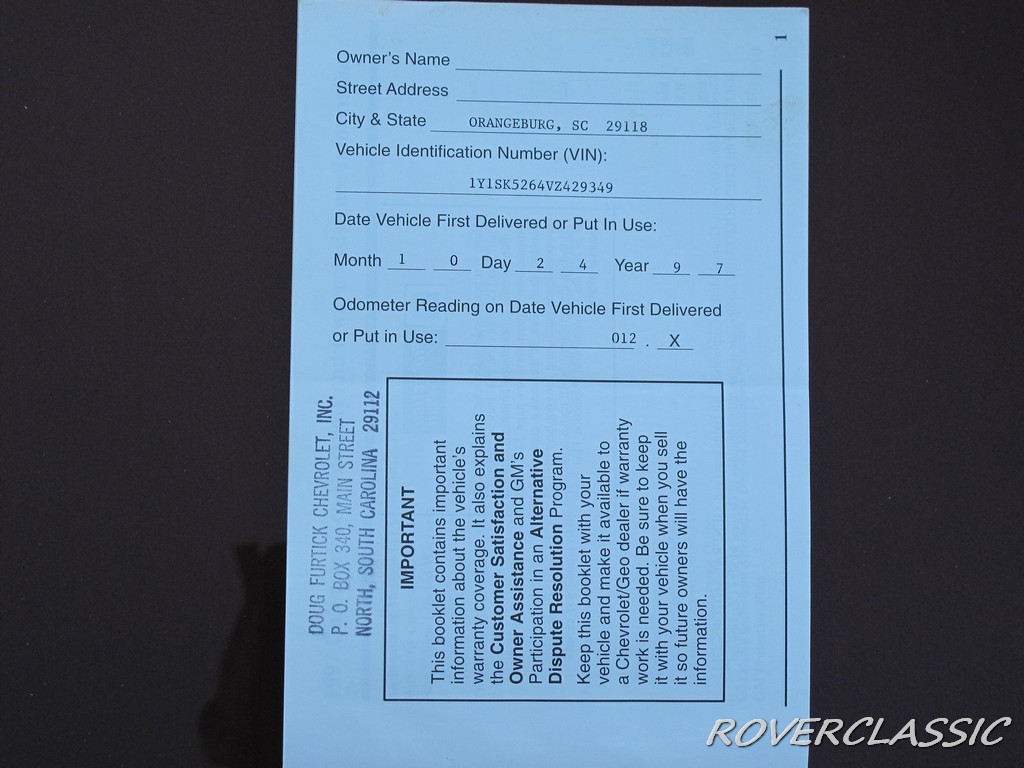 1
Owner's Name
Street Address
City & State ORANGEBURG, SC 29118
Vehicle Identification Number (VIN):
1Y1SK5264VZ429349
Date Vehicle First Delivered or Put In Use:
Month 1 0 Day 2 4 Year 9 7
Odometer Reading on Date Vehicle First Delivered
or Put in Use: 012 . X
DOUG FURTICK CHEVROLET, INC.
P. O. BOX 340, MAIN STREET
NORTH, SOUTH CAROLINA 29112
IMPORTANT
This booklet contains important
information about the vehicle's
warranty coverage. It also explains
the Customer Satisfaction and
Owner Assistance and GM's
Participation in an Alternative
Dispute Resolution Program.
Keep this booklet with your
vehicle and make it available to
a Chevrolet/Geo dealer if warranty
work is needed. Be sure to keep
it with your vehicle when you sell
it so future owners will have the
information.
ROVERCLASSIC